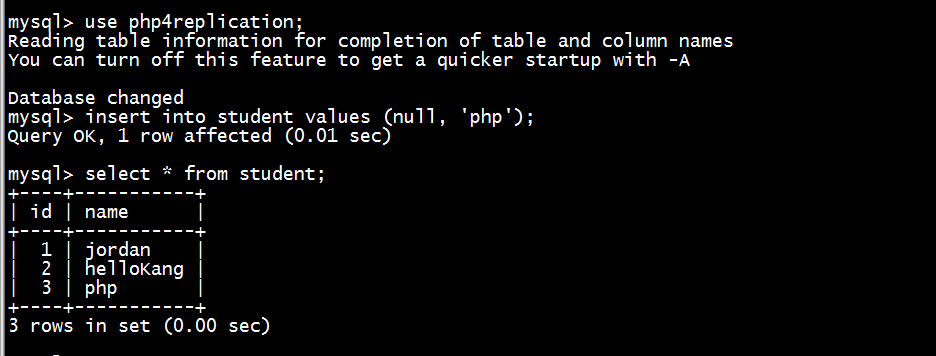 mysql> use php4replication;
Reading table information for completion of table and column names
You can turn off this feature to get a quicker startup with -A
Database changed
mysql> insert into student values (null, 'php');
Query OK, 1 row affected (0.01 sec)
mysql> select * from student;
+----+-----------+
| id | name      |
+----+-----------+
|  1 | jordan    |
|  2 | helloKang |
|  3 | php       |
+----+-----------+
3 rows in set (0.00 sec)